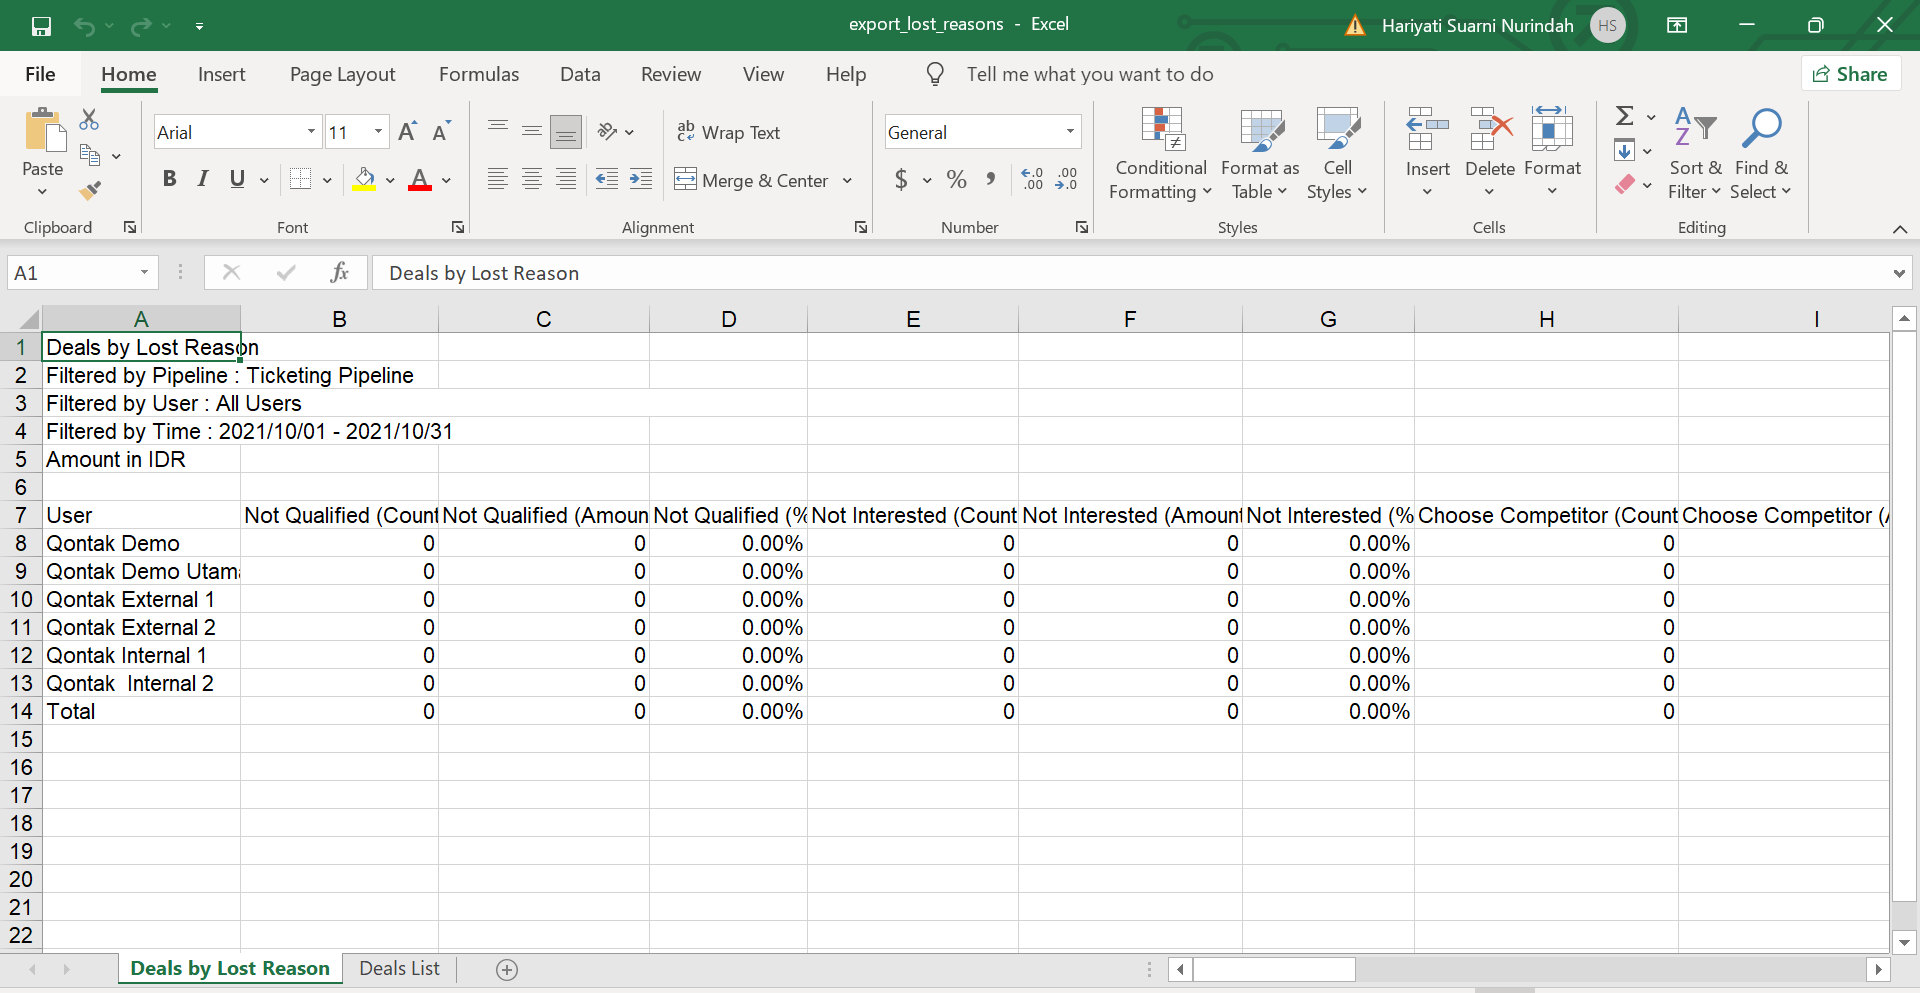 export_lost_reasons - Excel
Hariyati Suarni Nurindah HS
File Home Insert Page Layout Formulas Data Review View Help Tell me what you want to do Share
Paste
Clipboard
Arial 11
B I U A
Font
Wrap Text
Merge & Center
Alignment
General
$ % 9
Number
Conditional Formatting
Format as Table
Cell Styles
Styles
Insert Delete Format
Cells
Sort & Filter
Find & Select
Editing
A1 fx Deals by Lost Reason
A B C D E F G H I
1 Deals by Lost Reason
2 Filtered by Pipeline : Ticketing Pipeline
3 Filtered by User : All Users
4 Filtered by Time : 2021/10/01 - 2021/10/31
5 Amount in IDR
6
7 User Not Qualified (Count Not Qualified (Amoun Not Qualified (% Not Interested (Count Not Interested (Amount Not Interested (% Choose Competitor (Count Choose Competitor (
8 Qontak Demo 0 0 0.00% 0 0 0.00% 0
9 Qontak Demo Utama 0 0 0.00% 0 0 0.00% 0
10 Qontak External 1 0 0 0.00% 0 0 0.00% 0
11 Qontak External 2 0 0 0.00% 0 0 0.00% 0
12 Qontak Internal 1 0 0 0.00% 0 0 0.00% 0
13 Qontak  Internal 2 0 0 0.00% 0 0 0.00% 0
14 Total 0 0 0.00% 0 0 0.00% 0
15
16
17
18
19
20
21
22
Deals by Lost Reason Deals List